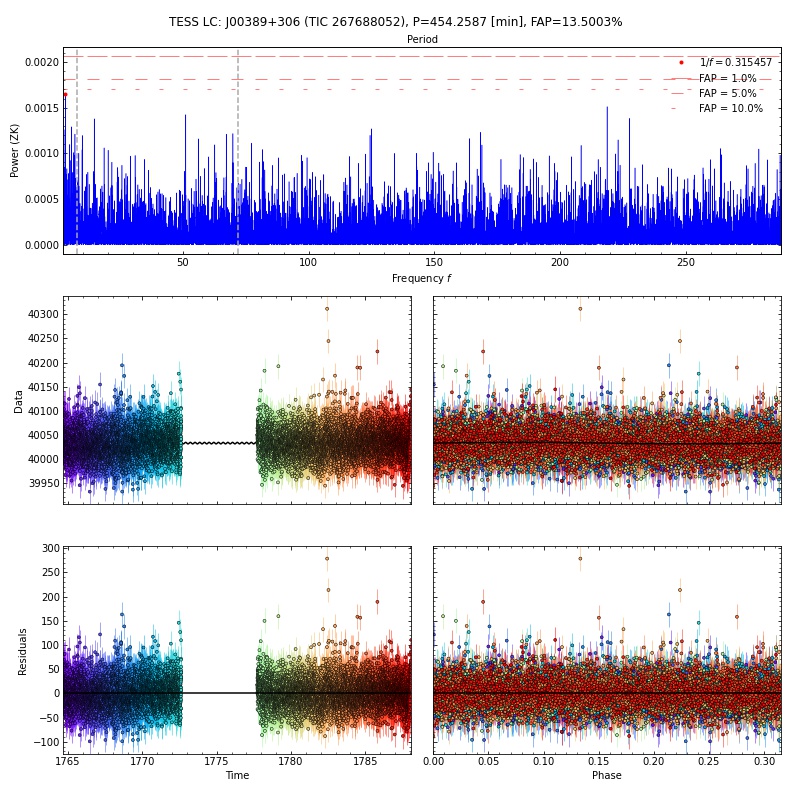 TESS LC: J00389+306 (TIC 267688052), P=454.2587 [min], FAP=13.5003%
Period
0.0020
0.0015
0.0010
0.0005
0.0000
Power (ZK)
1/f = 0.315457
FAP = 1.0%
FAP = 5.0%
FAP = 10.0%
50 100 150 200 250
Frequency f
40300
40250
40200
40150
40100
40050
40000
39950
Data
300
250
200
150
100
50
0
−50
−100
Residuals
1765 1770 1775 1780 1785
Time
0.00 0.05 0.10 0.15 0.20 0.25 0.30
Phase